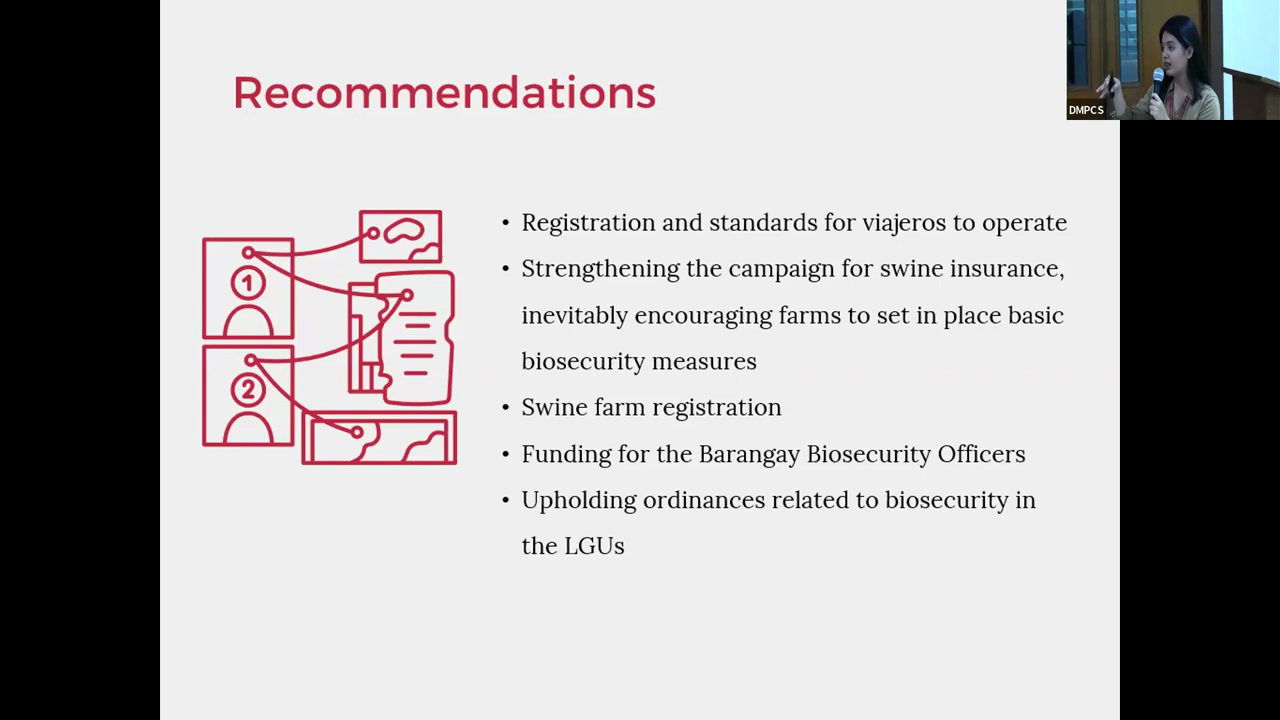 Recommendations
DMPCS
• Registration and standards for viajeros to operate
• Strengthening the campaign for swine insurance,
inevitably encouraging farms to set in place basic
biosecurity measures
• Swine farm registration
• Funding for the Barangay Biosecurity Officers
• Upholding ordinances related to biosecurity in
the LGUs
1
2